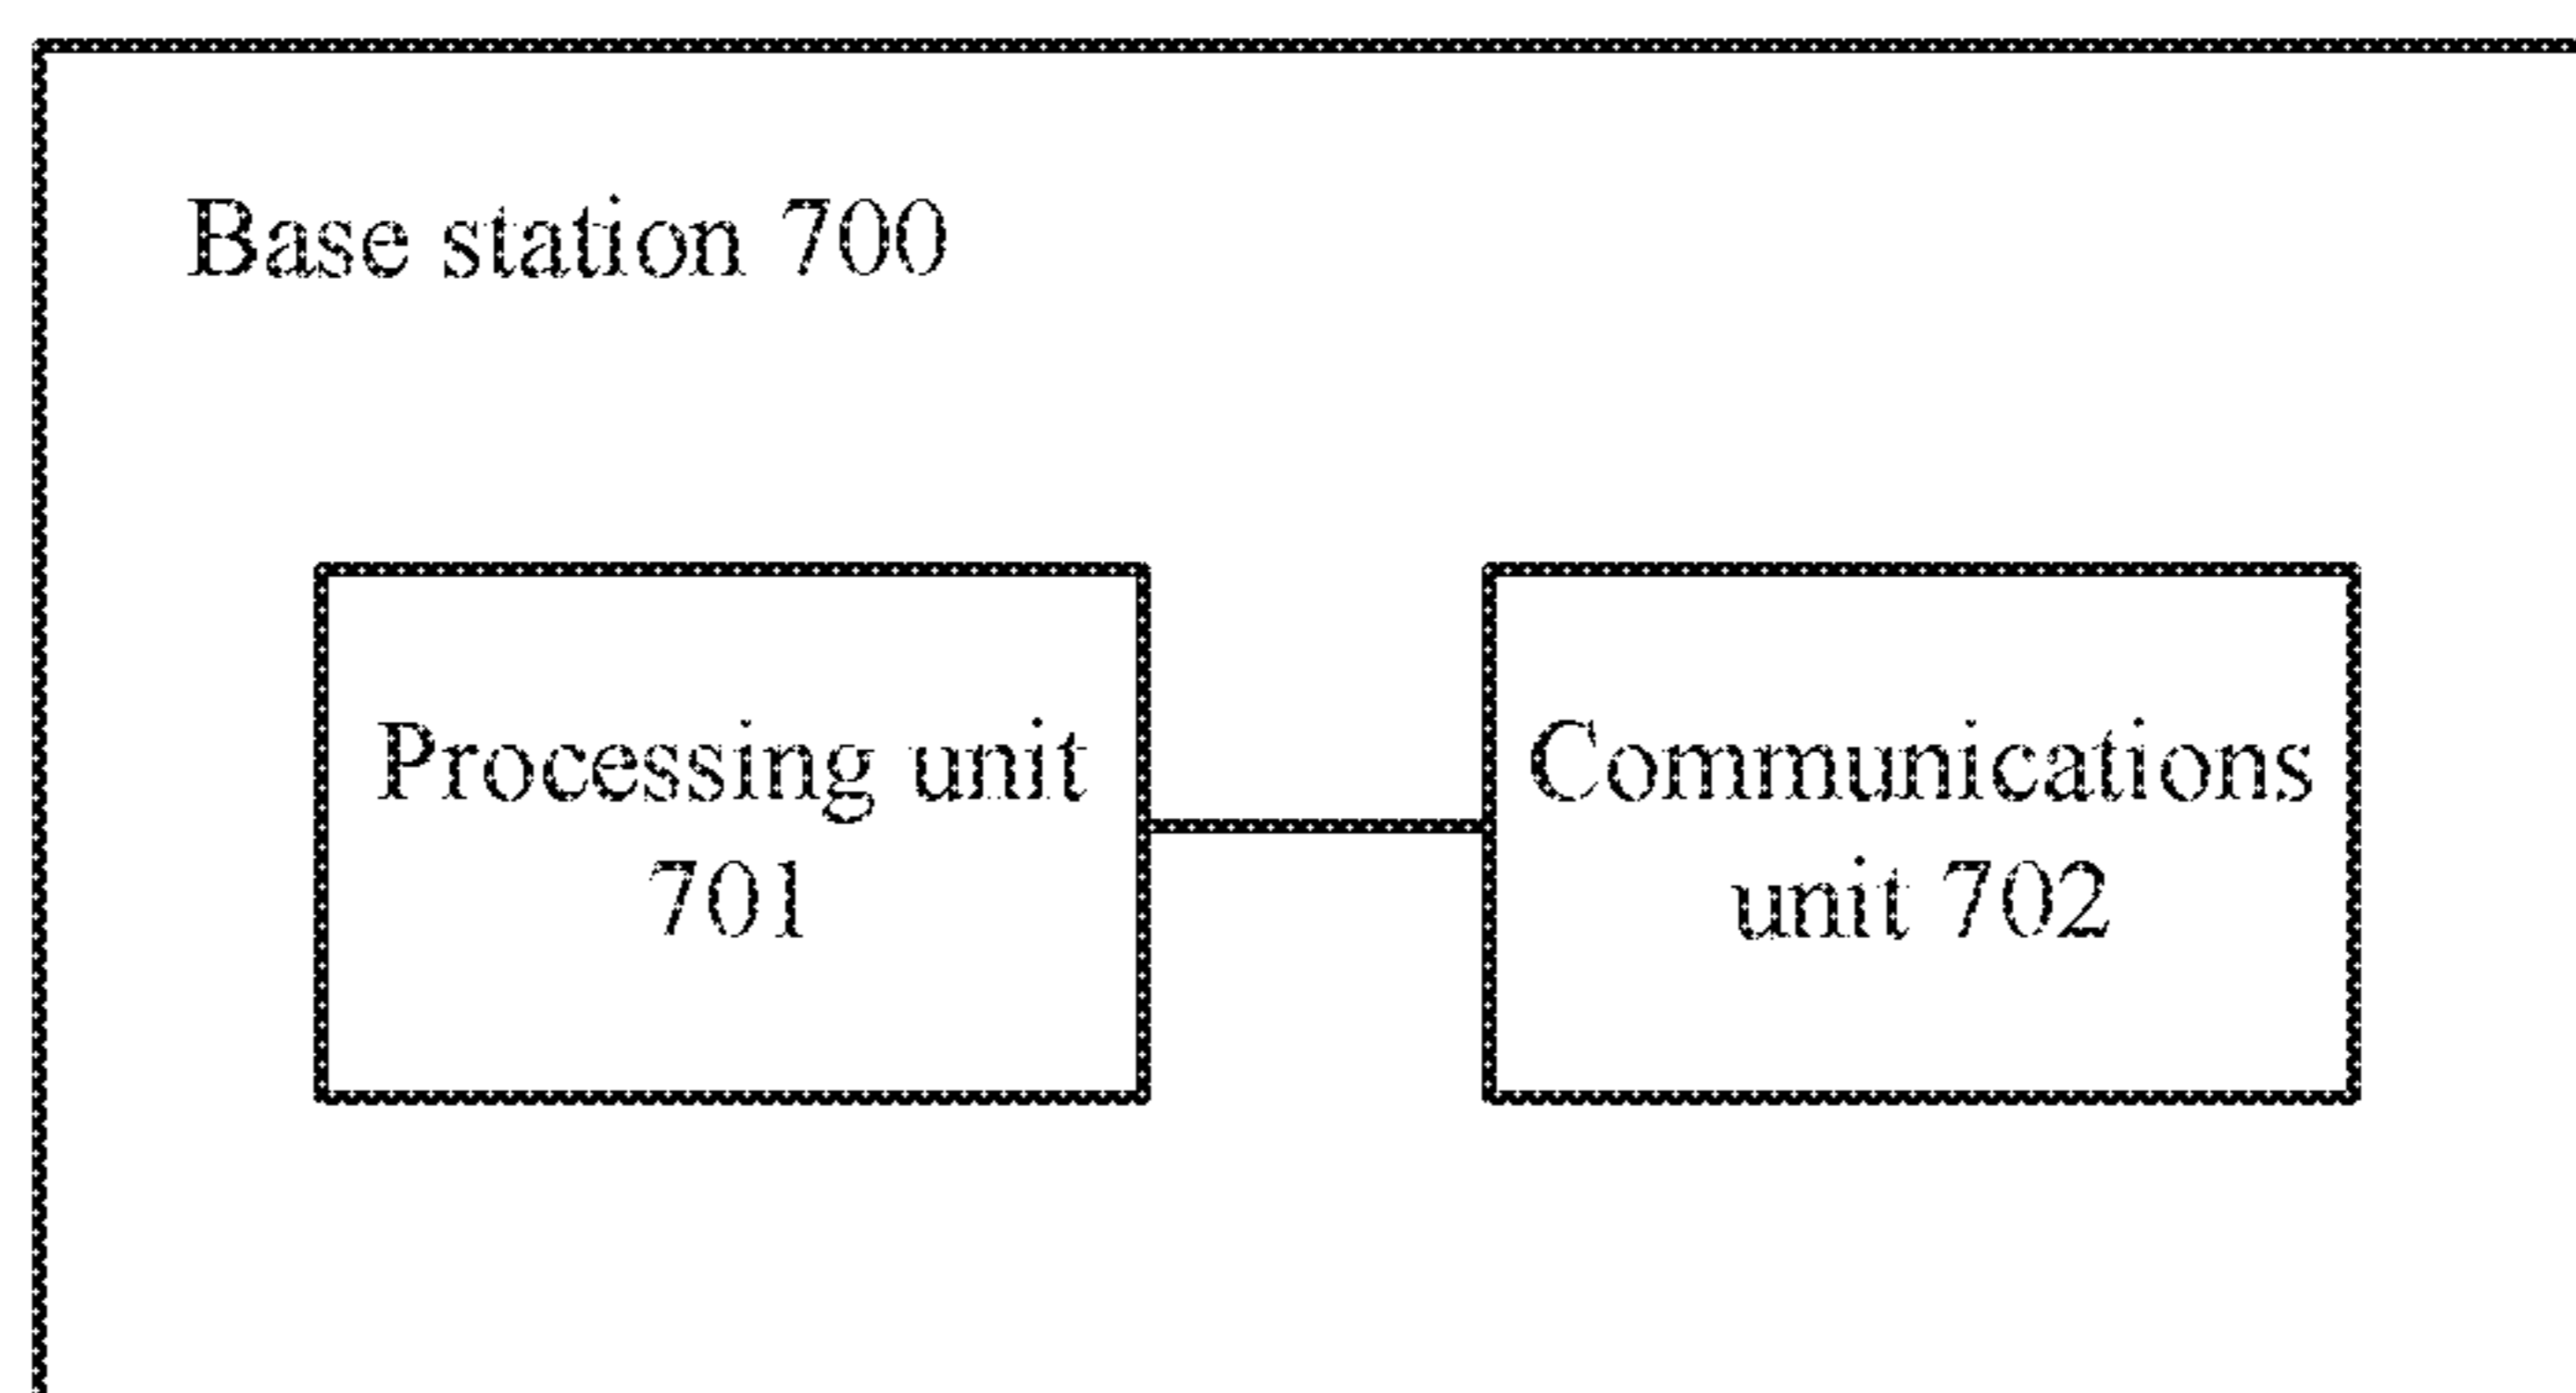 Base station 700
Processing unit
701
Communications
unit 702